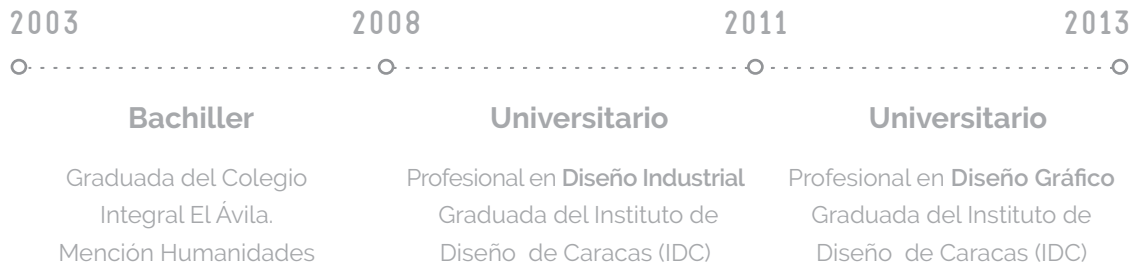 2003 2008 2011 2013
Bachiller
Graduada del Colegio
Integral El Ávila.
Mención Humanidades
Universitario
Profesional en Diseño Industrial
Graduada del Instituto de
Diseño de Caracas (IDC)
Universitario
Profesional en Diseño Gráfico
Graduada del Instituto de
Diseño de Caracas (IDC)